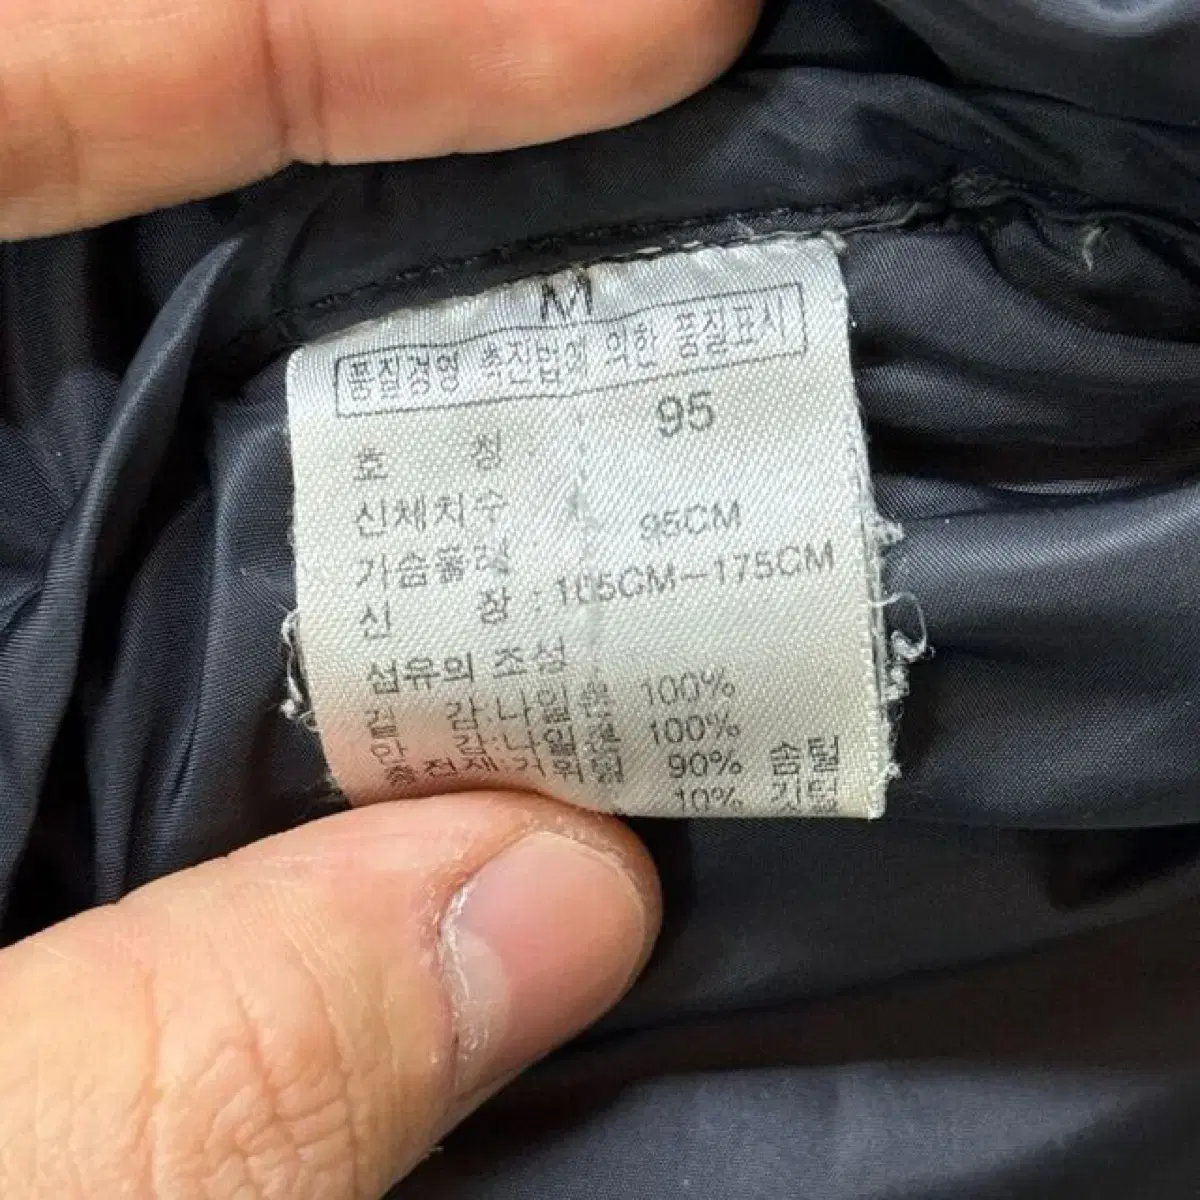 M
품질경영 촉진법에 의한 품질표시
호 칭 : 95
신체치수
가슴둘레 : 95CM
신 장 : 165CM-175CM
섬유의 조성
겉 감:나일론 100%
안 감:나일론 100%
충전재:거위털 90% 솜털
10% 깃털